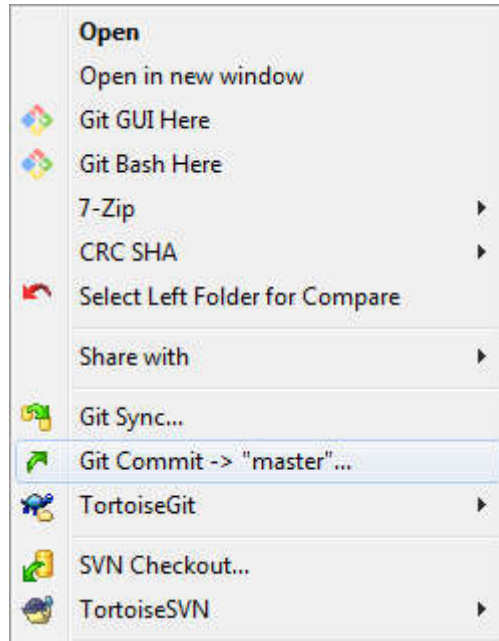 Open
Open in new window
Git GUI Here
Git Bash Here
7-Zip
CRC SHA
Select Left Folder for Compare
Share with
Git Sync...
Git Commit -> "master"...
TortoiseGit
SVN Checkout...
TortoiseSVN